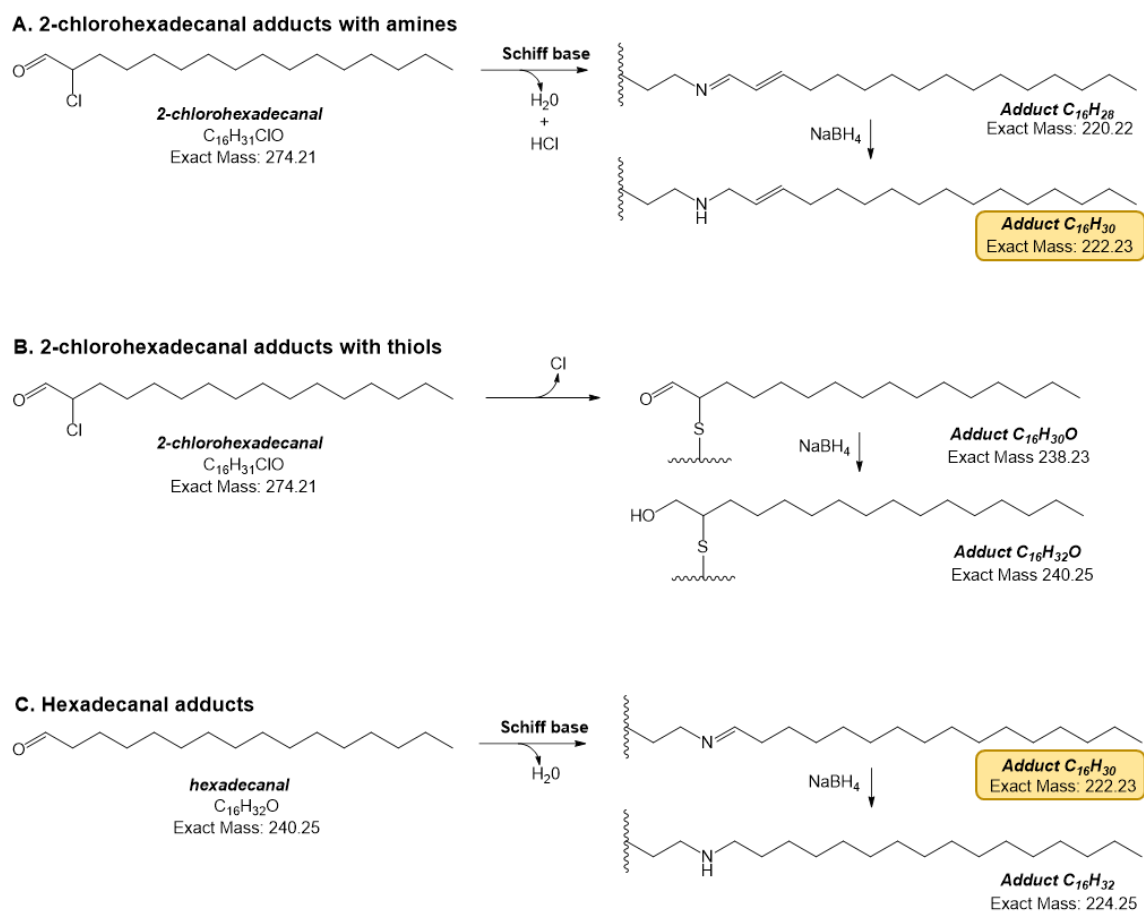 A. 2-chlorohexadecanal adducts with amines
O
Cl
2-chlorohexadecanal
C₁₆H₃₁ClO
Exact Mass: 274.21
Schiff base
H₂0
+
HCl
N
Adduct C₁₆H₂₈
Exact Mass: 220.22
NaBH₄
N
H
Adduct C₁₆H₃₀
Exact Mass: 222.23
B. 2-chlorohexadecanal adducts with thiols
O
Cl
2-chlorohexadecanal
C₁₆H₃₁ClO
Exact Mass: 274.21
Cl
O
S
Adduct C₁₆H₃₀O
Exact Mass 238.23
NaBH₄
HO
S
Adduct C₁₆H₃₂O
Exact Mass 240.25
C. Hexadecanal adducts
O
hexadecanal
C₁₆H₃₂O
Exact Mass: 240.25
Schiff base
H₂0
N
Adduct C₁₆H₃₀
Exact Mass: 222.23
NaBH₄
N
H
Adduct C₁₆H₃₂
Exact Mass: 224.25